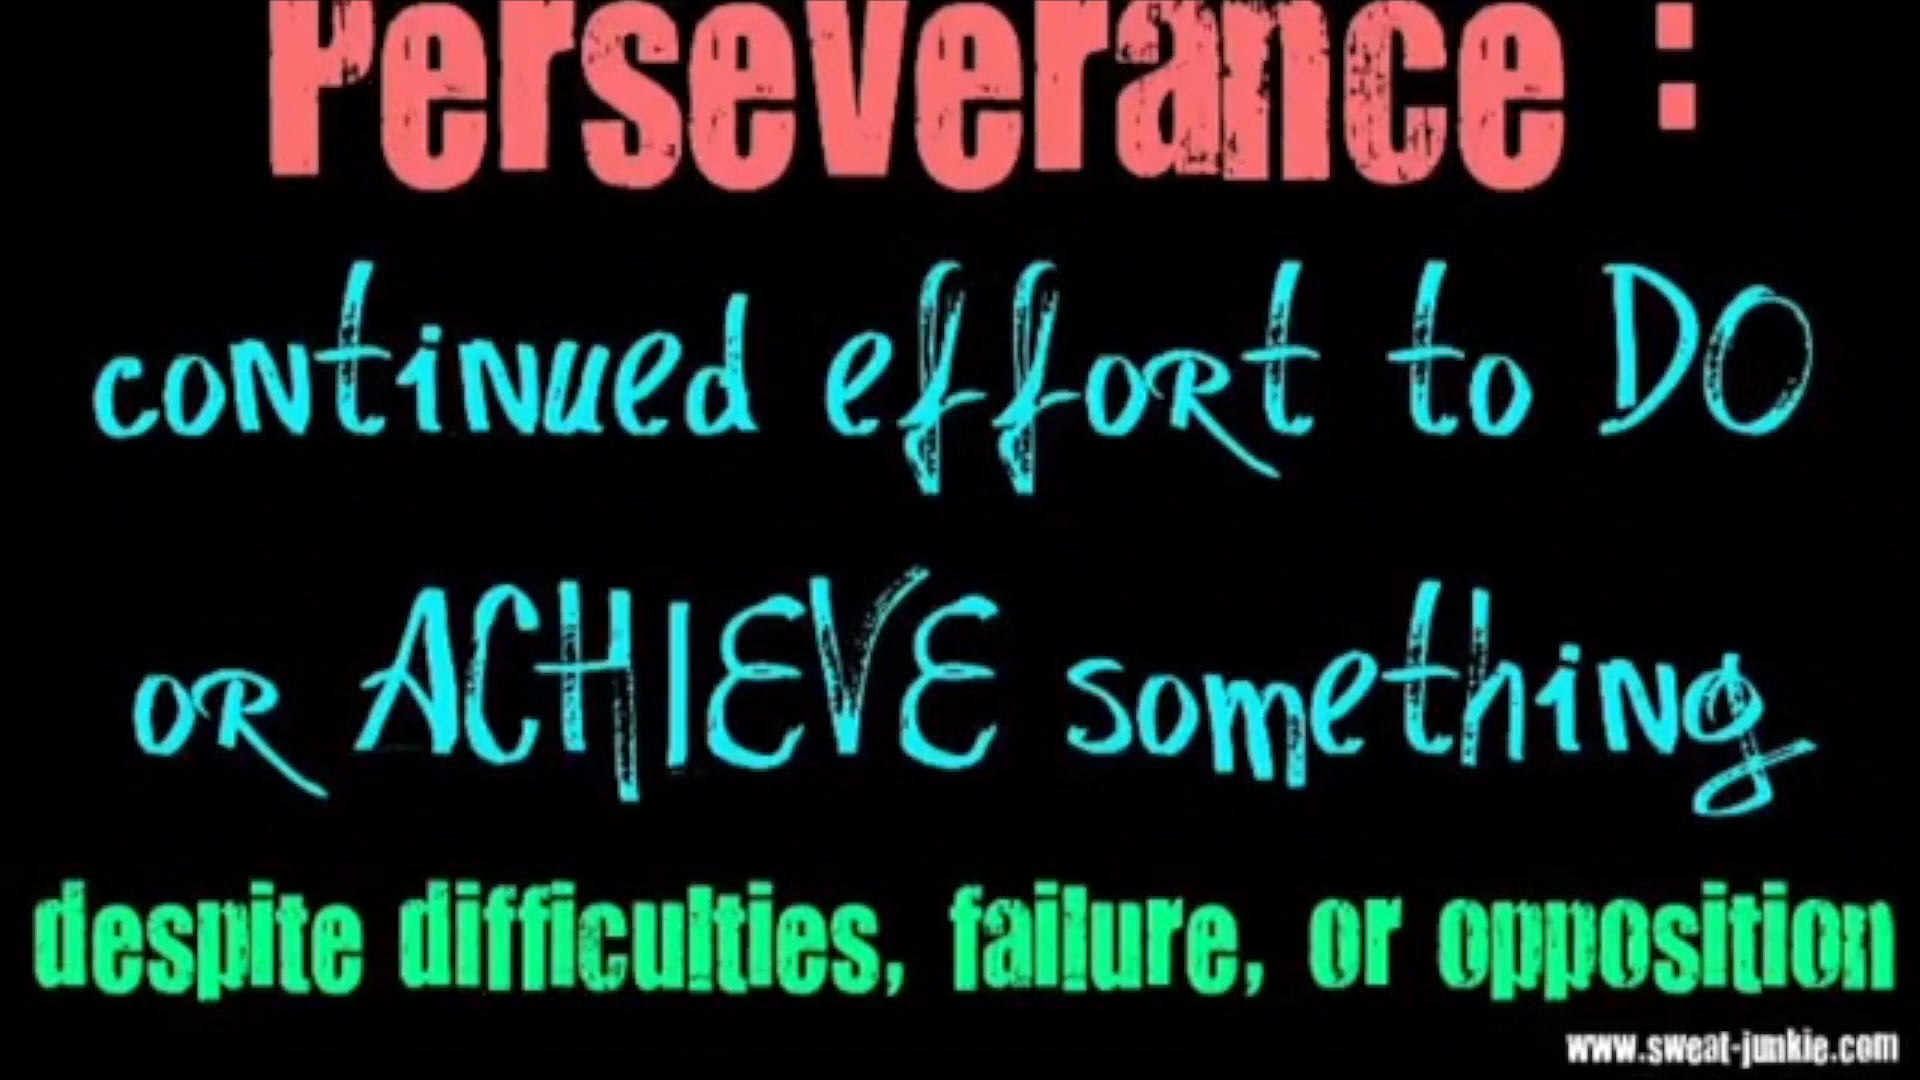 Perseverance :
continued effort to DO
or ACHIEVE something
despite difficulties, failure, or opposition
www.sweat-junkie.com